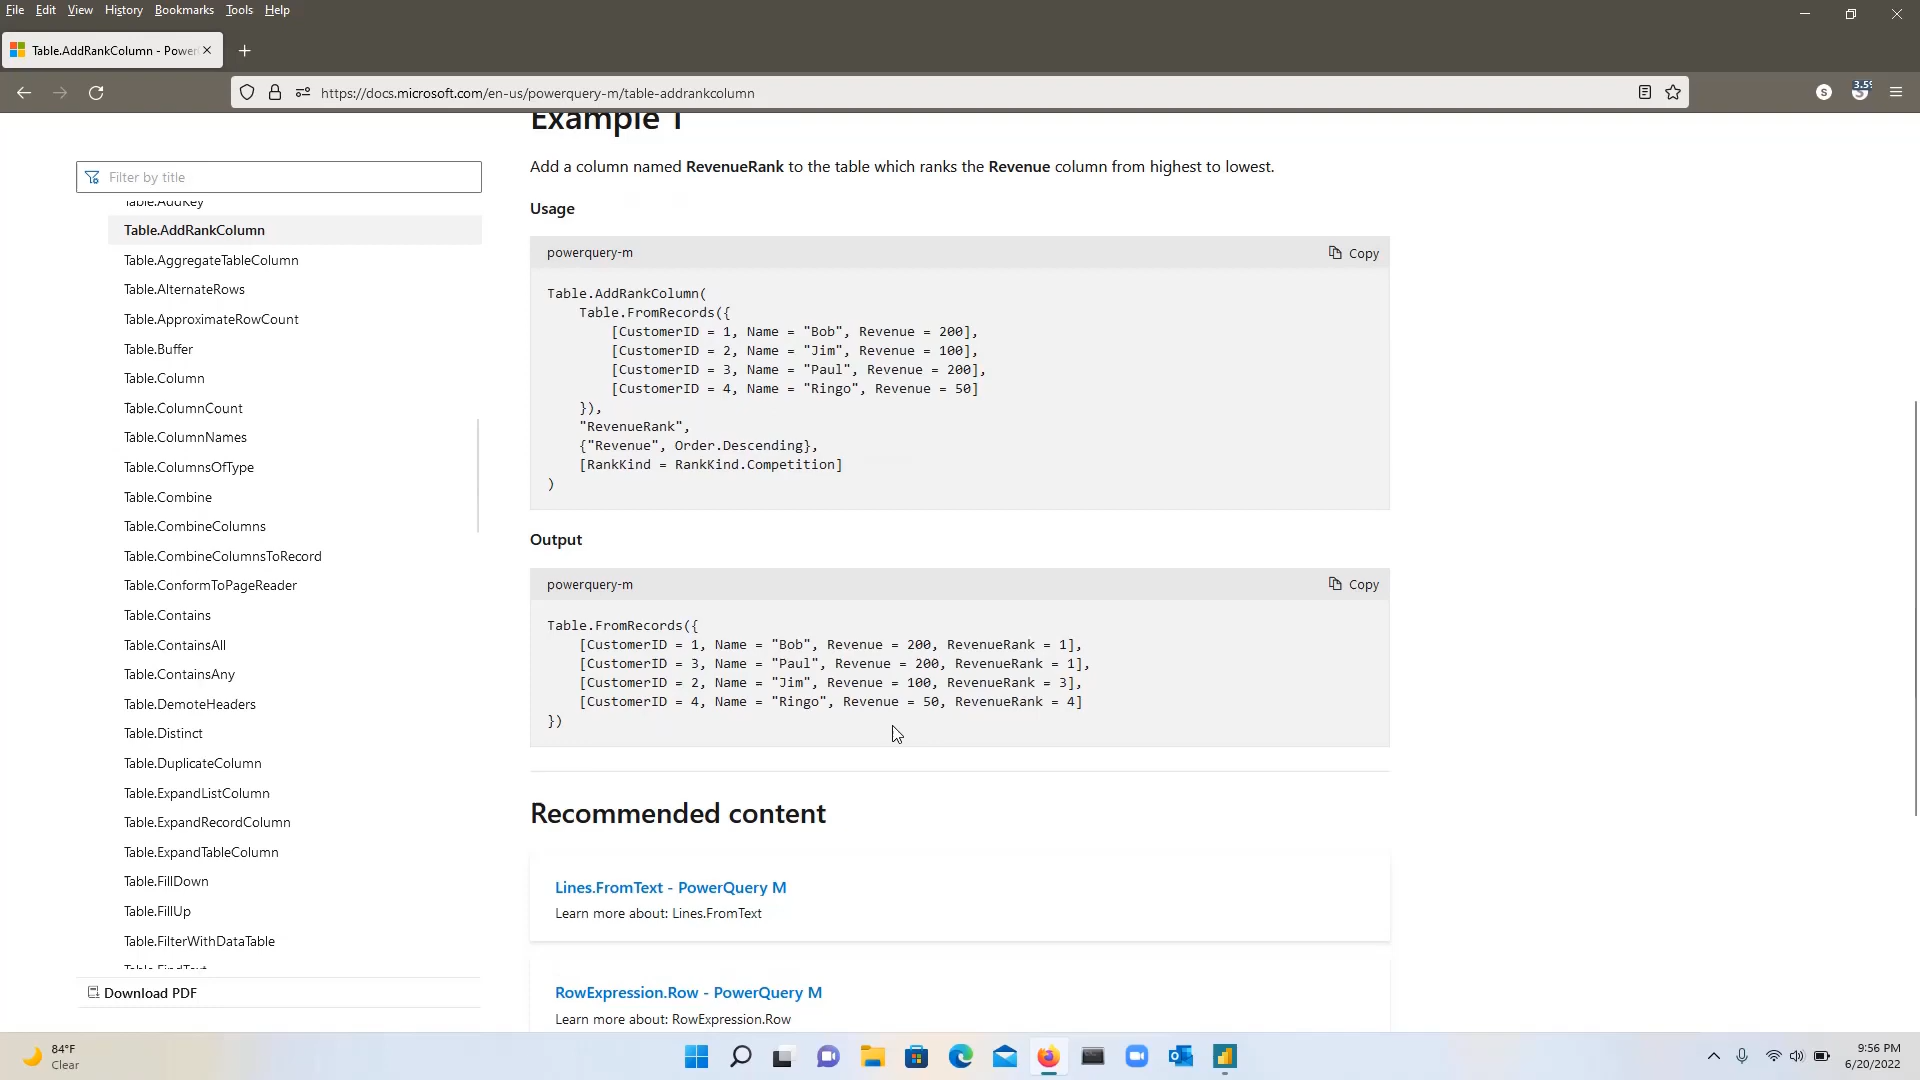 File Edit View History Bookmarks Tools Help
Table.AddRankColumn - Power
https://docs.microsoft.com/en-us/powerquery-m/table-addrankcolumn
S
3.5
Filter by title
Table.AddKey
Table.AddRankColumn
Table.AggregateTableColumn
Table.AlternateRows
Table.ApproximateRowCount
Table.Buffer
Table.Column
Table.ColumnCount
Table.ColumnNames
Table.ColumnsOfType
Table.Combine
Table.CombineColumns
Table.CombineColumnsToRecord
Table.ConformToPageReader
Table.Contains
Table.ContainsAll
Table.ContainsAny
Table.DemoteHeaders
Table.Distinct
Table.DuplicateColumn
Table.ExpandListColumn
Table.ExpandRecordColumn
Table.ExpandTableColumn
Table.FillDown
Table.FillUp
Table.FilterWithDataTable
Table.FindText
Download PDF
Example 1
Add a column named RevenueRank to the table which ranks the Revenue column from highest to lowest.
Usage
powerquery-m Copy
Table.AddRankColumn(
Table.FromRecords({
[CustomerID = 1, Name = "Bob", Revenue = 200],
[CustomerID = 2, Name = "Jim", Revenue = 100],
[CustomerID = 3, Name = "Paul", Revenue = 200],
[CustomerID = 4, Name = "Ringo", Revenue = 50]
}),
"RevenueRank",
{"Revenue", Order.Descending},
[RankKind = RankKind.Competition]
)
Output
powerquery-m Copy
Table.FromRecords({
[CustomerID = 1, Name = "Bob", Revenue = 200, RevenueRank = 1],
[CustomerID = 3, Name = "Paul", Revenue = 200, RevenueRank = 1],
[CustomerID = 2, Name = "Jim", Revenue = 100, RevenueRank = 3],
[CustomerID = 4, Name = "Ringo", Revenue = 50, RevenueRank = 4]
})
Recommended content
Lines.FromText - PowerQuery M
Learn more about: Lines.FromText
RowExpression.Row - PowerQuery M
Learn more about: RowExpression.Row
84°F
Clear
9:56 PM
6/20/2022